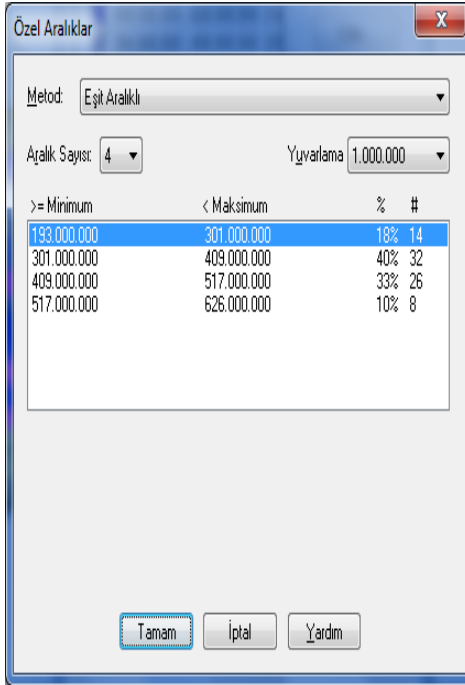 Özel Aralıklar
X
Metod: Eşit Aralıklı
Aralık Sayısı: 4 Yuvarlama 1.000.000
>= Minimum < Maksimum % #
193.000.000 301.000.000 18% 14
301.000.000 409.000.000 40% 32
409.000.000 517.000.000 33% 26
517.000.000 626.000.000 10% 8
Tamam İptal Yardım